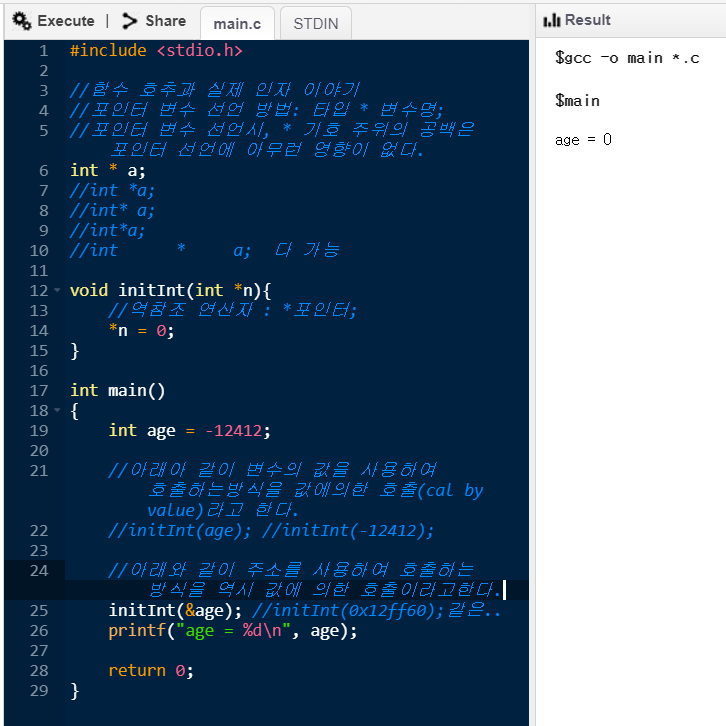 Execute | Share main.c STDIN
Result
1 #include <stdio.h>
2
3 //함수 호추과 실제 인자 이야기
4 //포인터 변수 선언 방법: 타입 * 변수명;
5 //포인터 변수 선언시, * 기호 주위의 공백은
포인터 선언에 아무런 영향이 없다.
6 int * a;
7 //int *a;
8 //int* a;
9 //int*a;
10 //int * a; 다 가능
11
12 void initInt(int *n){
13 //역참조 연산자 : *포인터;
14 *n = 0;
15 }
16
17 int main()
18 {
19 int age = -12412;
20
21 //아래아 같이 변수의 값을 사용하여
호출하는방식을 값에의한 호출(cal by
value)라고 한다.
22 //initInt(age); //initInt(-12412);
23
24 //아래와 같이 주소를 사용하여 호출하는
방식을 역시 값에 의한 호출이라고한다.
25 initInt(&age); //initInt(0x12ff60);같은..
26 printf("age = %d\n", age);
27
28 return 0;
29 }
$gcc -o main *.c
$main
age = 0